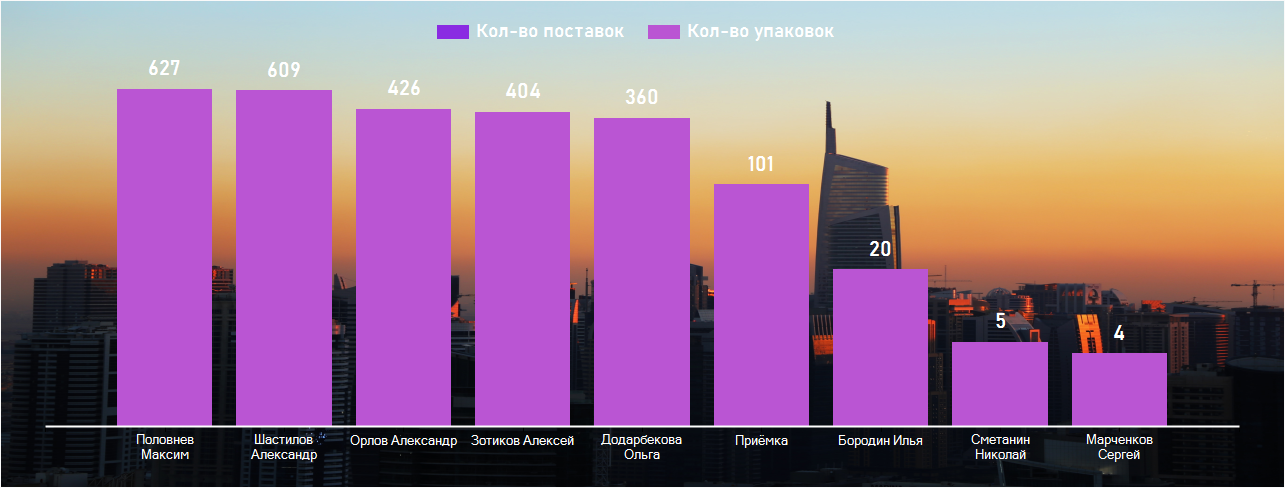 Кол-во поставок Кол-во упаковок
627 609 426 404 360 101 20 5 4
Половнев Максим
Шастилов Александр
Орлов Александр
Зотиков Алексей
Додарбекова Ольга
Приёмка
Бородин Илья
Сметанин Николай
Марченков Сергей